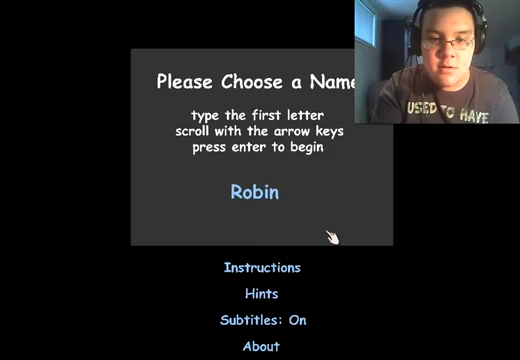 Please Choose a Name
type the first letter
scroll with the arrow keys
press enter to begin
Robin
Instructions
Hints
Subtitles: On
About
USED TO HAVE